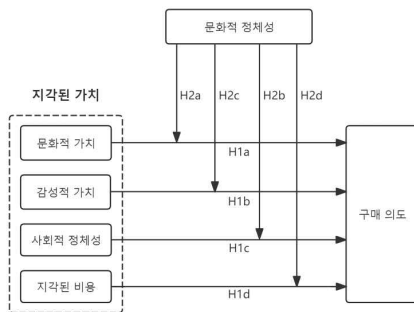 문화적 정체성
H2a
H2c
H2b
H2d
지각된 가치
문화적 가치
H1a
감성적 가치
H1b
사회적 정체성
H1c
지각된 비용
H1d
구매 의도